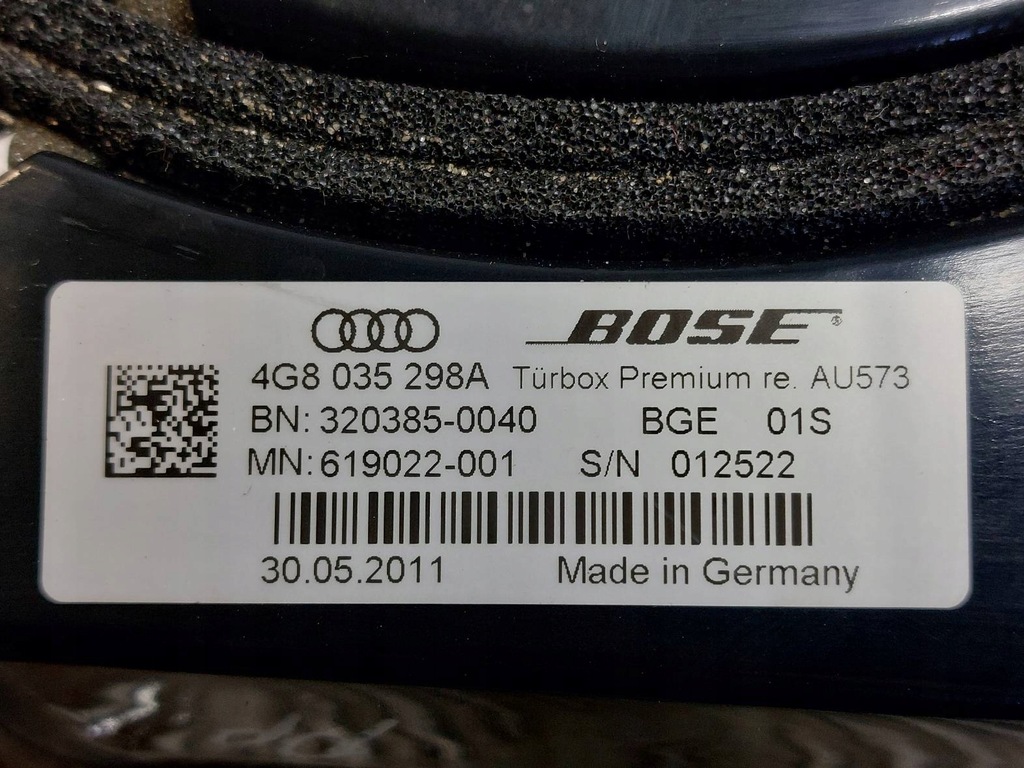 BOSE®
4G8 035 298A Türbox Premium re. AU573
BN: 320385-0040 BGE 01S
MN: 619022-001 S/N 012522
30.05.2011 Made in Germany